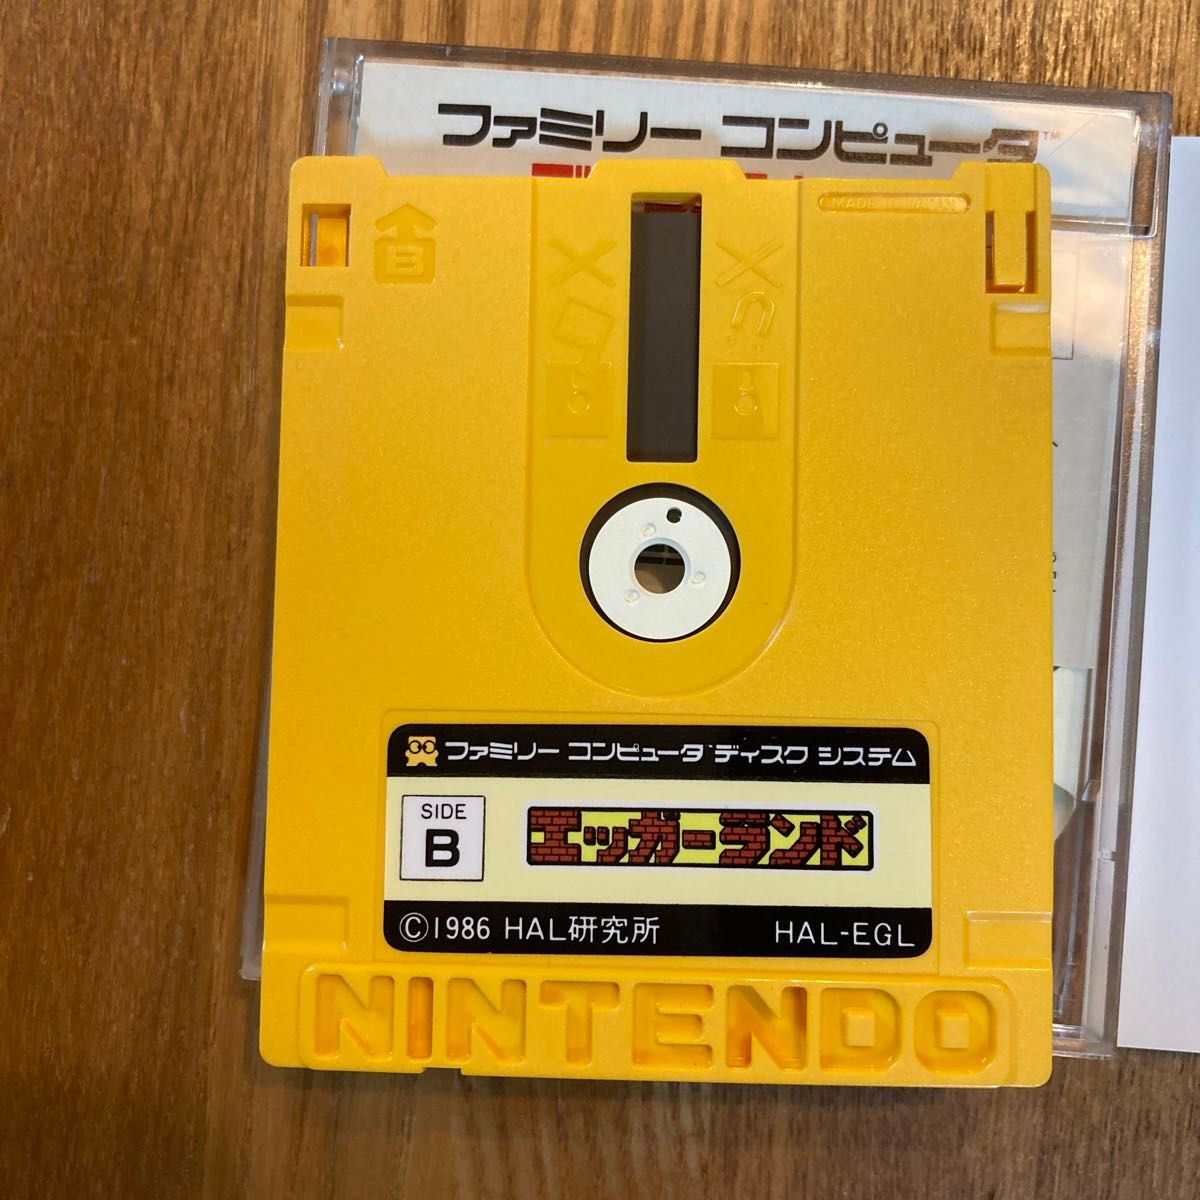 ファミリー コンピュータ™
MADE IN JAPAN
B
ファミリー コンピュータ ディスク システム
SIDE
B
エッガーランド
©1986 HAL研究所 HAL-EGL
NINTENDO